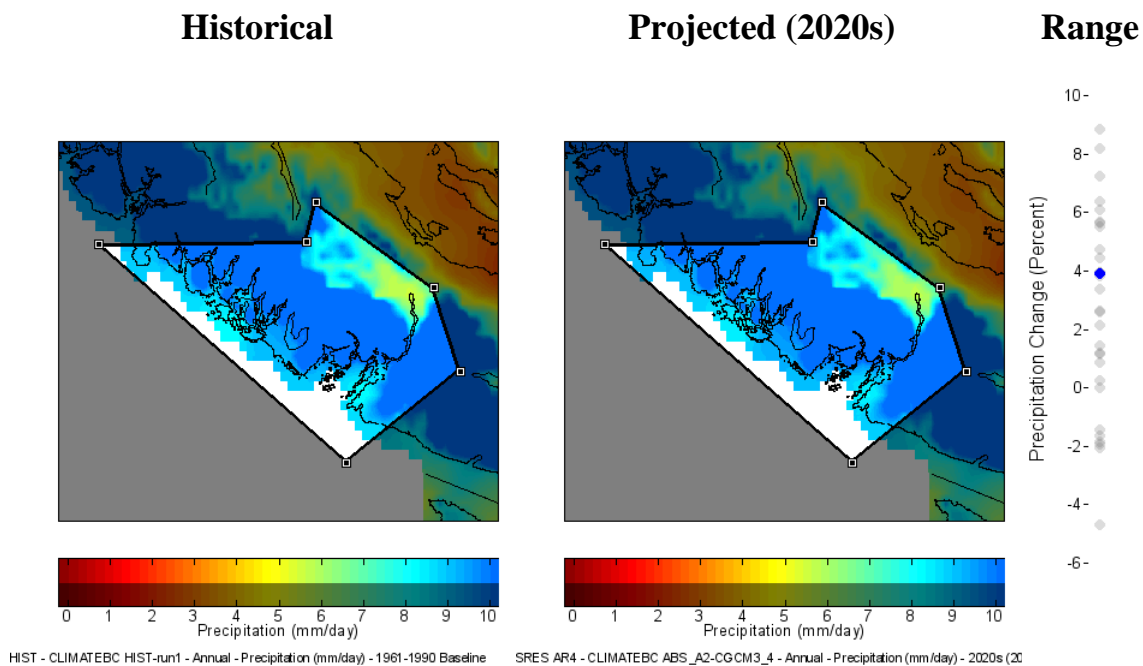 Historical Projected (2020s) Range
10
8
6
4
2
0
-2
-4
-6
Precipitation Change (Percent)
0 1 2 3 4 5 6 7 8 9 10
Precipitation (mm/day)
0 1 2 3 4 5 6 7 8 9 10
Precipitation (mm/day)
HIST - CLIMATEBC HIST-run1 - Annual - Precipitation (mm/day) - 1961-1990 Baseline
SRES AR4 - CLIMATEBC ABS_A2-CGCM3_4 - Annual - Precipitation (mm/day) - 2020s (20